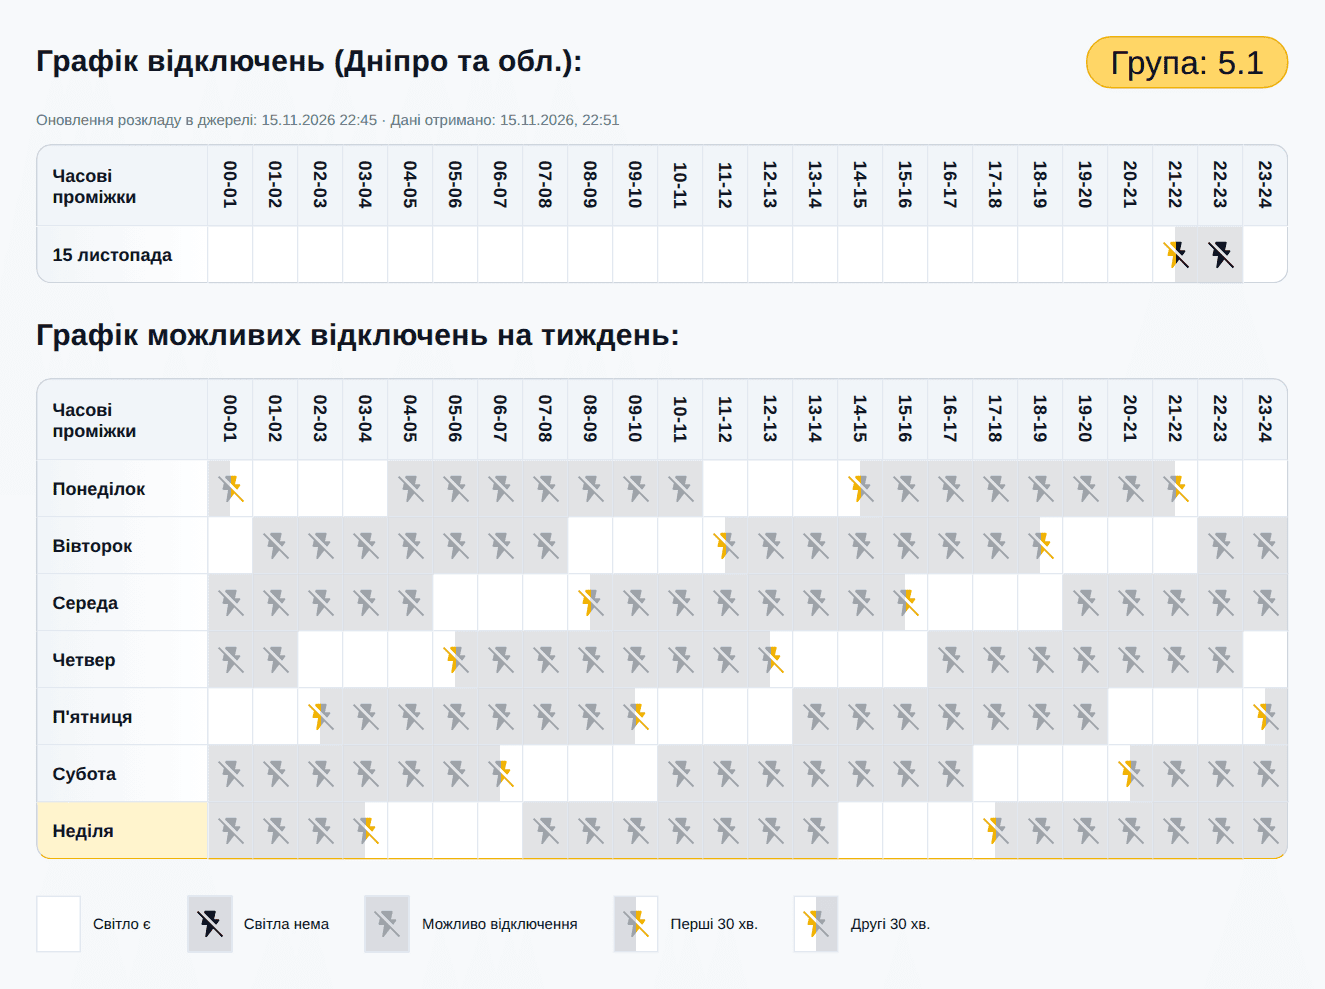 Графік відключень (Дніпро та обл.):
Група: 5.1
Оновлення розкладу в джерелі: 15.11.2026 22:45 · Дані отримано: 15.11.2026, 22:51
Часові
проміжки
00-01 01-02 02-03 03-04 04-05 05-06 06-07 07-08 08-09 09-10 10-11 11-12 12-13 13-14 14-15 15-16 16-17 17-18 18-19 19-20 20-21 21-22 22-23 23-24
15 листопада
Графік можливих відключень на тиждень:
Часові
проміжки
00-01 01-02 02-03 03-04 04-05 05-06 06-07 07-08 08-09 09-10 10-11 11-12 12-13 13-14 14-15 15-16 16-17 17-18 18-19 19-20 20-21 21-22 22-23 23-24
Понеділок
Вівторок
Середа
Четвер
П'ятниця
Субота
Неділя
Світло є
Світла нема
Можливо відключення
Перші 30 хв.
Другі 30 хв.